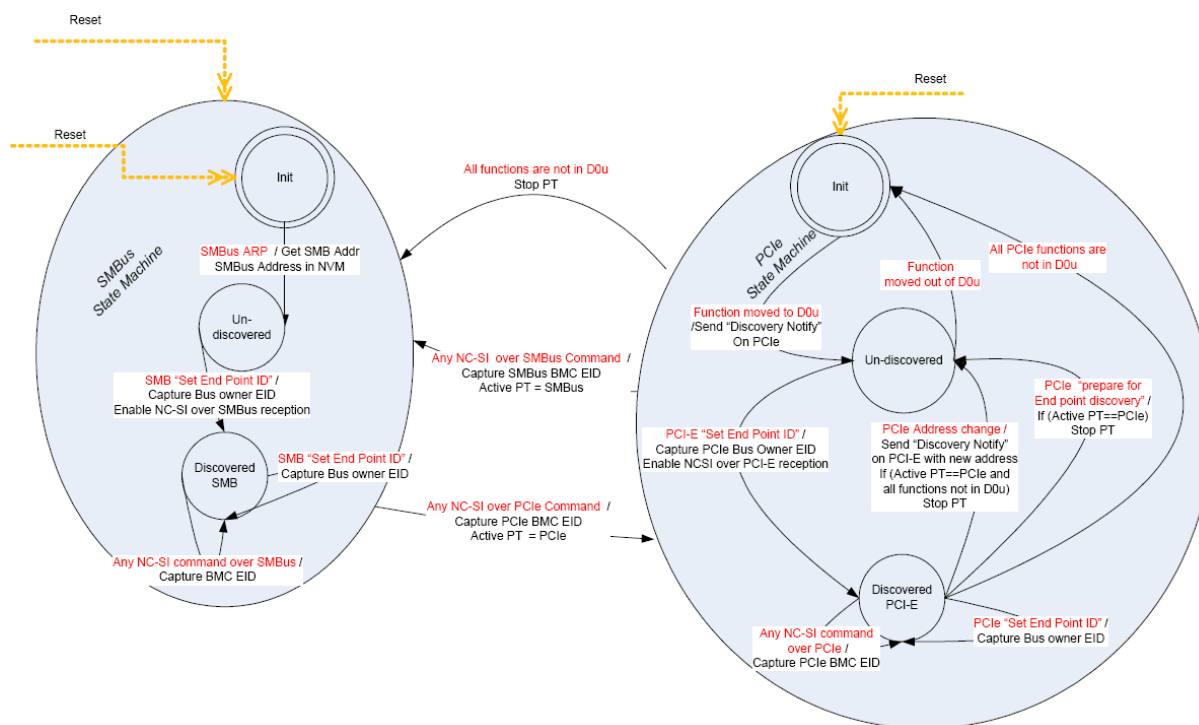 Reset
Reset
Init
SMBus
State Machine
SMBus ARP / Get SMB Addr
SMBus Address in NVM
Un-
discovered
SMB “Set End Point ID” /
Capture Bus owner EID
Enable NC-SI over SMBus reception
Discovered
SMB
SMB “Set End Point ID” /
Capture Bus owner EID
Any NC-SI command over SMBus /
Capture BMC EID
All functions are not in D0u
Stop PT
Any NC-SI over SMBus Command /
Capture SMBus BMC EID
Active PT = SMBus
Any NC-SI over PCIe Command /
Capture PCIe BMC EID
Active PT = PCIe
Reset
Init
PCIe
State Machine
Function moved to D0u
/Send “Discovery Notify”
On PCIe
Function
moved out of D0u
All PCIe functions are
not in D0u
Un-discovered
PCIe “prepare for
End point discovery” /
If (Active PT==PCIe)
Stop PT
PCI-E “Set End Point ID” /
Capture PCIe Bus Owner EID
Enable NCSI over PCI-E reception
PCIe Address change /
Send “Discovery Notify”
on PCI-E with new address
If (Active PT==PCIe and
all functions not in D0u)
Stop PT
Discovered
PCI-E
Any NC-SI command
over PCIe /
Capture PCIe BMC EID
PCIe “Set End Point ID” /
Capture Bus owner EID